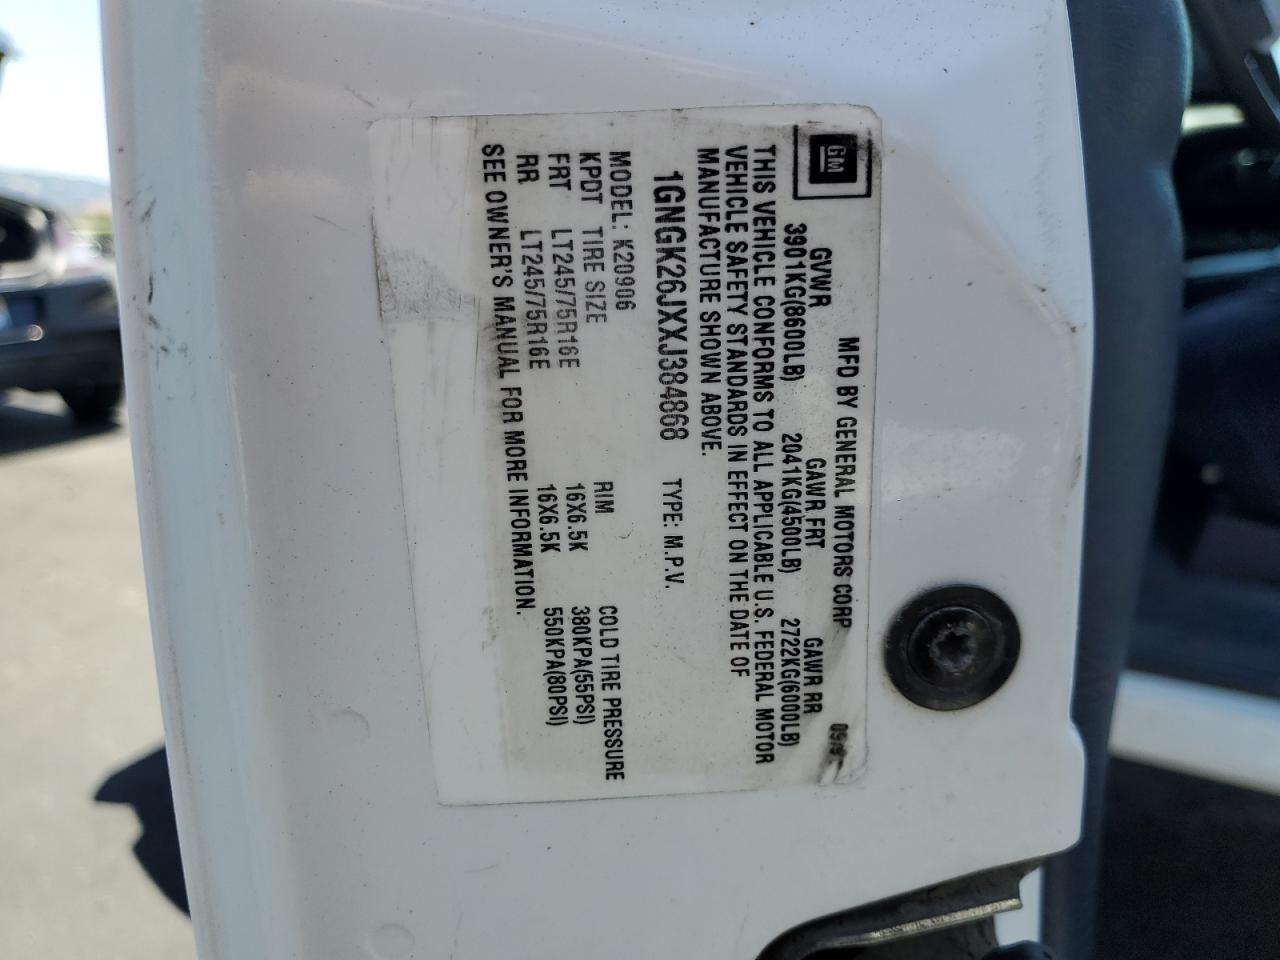 GM
MFD BY GENERAL MOTORS CORP
GVWR GAWR FRT GAWR RR
3901KG(8600LB) 2041KG(4500LB) 2722KG(6000LB)
THIS VEHICLE CONFORMS TO ALL APPLICABLE U.S. FEDERAL MOTOR
VEHICLE SAFETY STANDARDS IN EFFECT ON THE DATE OF
MANUFACTURE SHOWN ABOVE.
1GNGK26JXXJ384868 TYPE: M.P.V.
MODEL: K20906
KPDT TIRE SIZE RIM COLD TIRE PRESSURE
FRT LT245/75R16E 16X6.5K 380KPA(55PSI)
RR LT245/75R16E 16X6.5K 550KPA(80PSI)
SEE OWNER'S MANUAL FOR MORE INFORMATION.